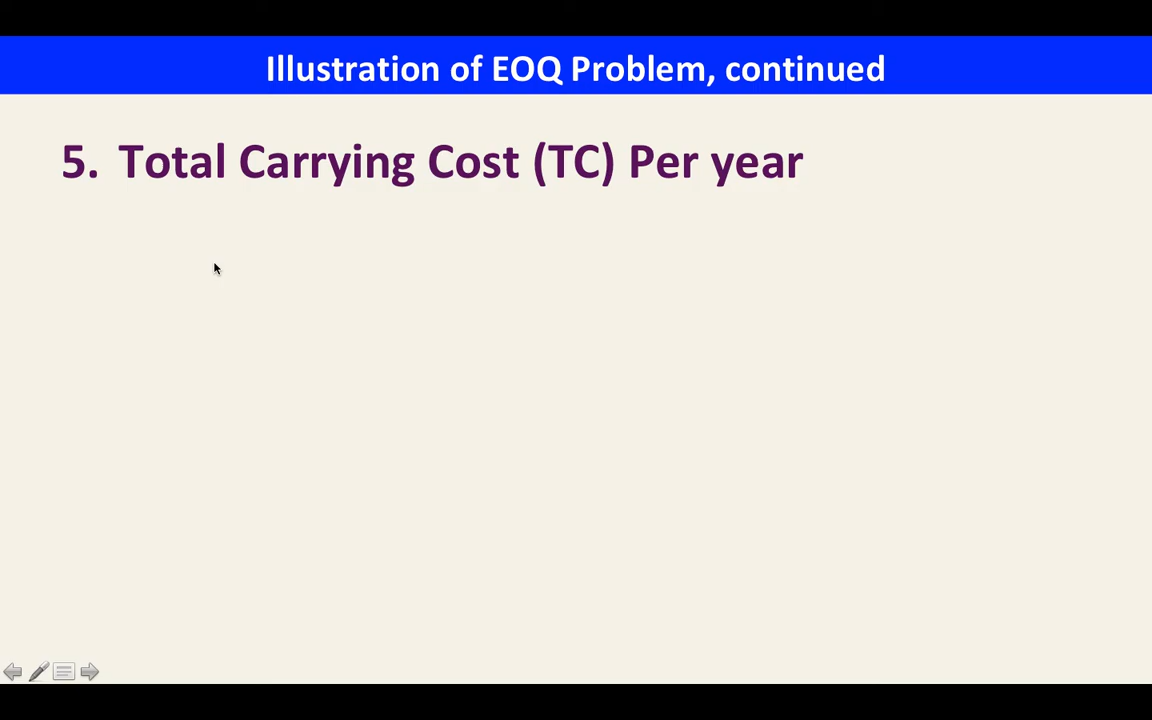 Illustration of EOQ Problem, continued
5. Total Carrying Cost (TC) Per year